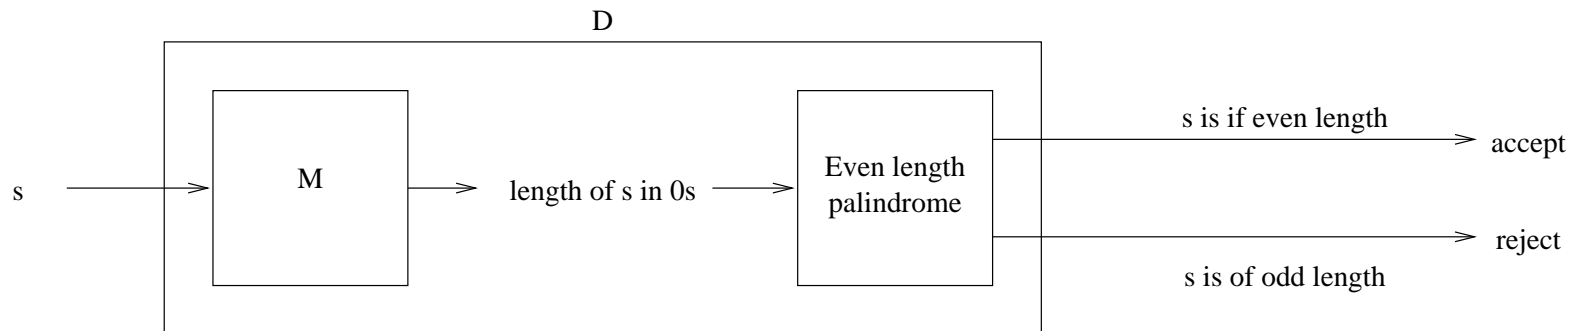 D
s
M
length of s in 0s
Even length
palindrome
s is if even length
accept
s is of odd length
reject